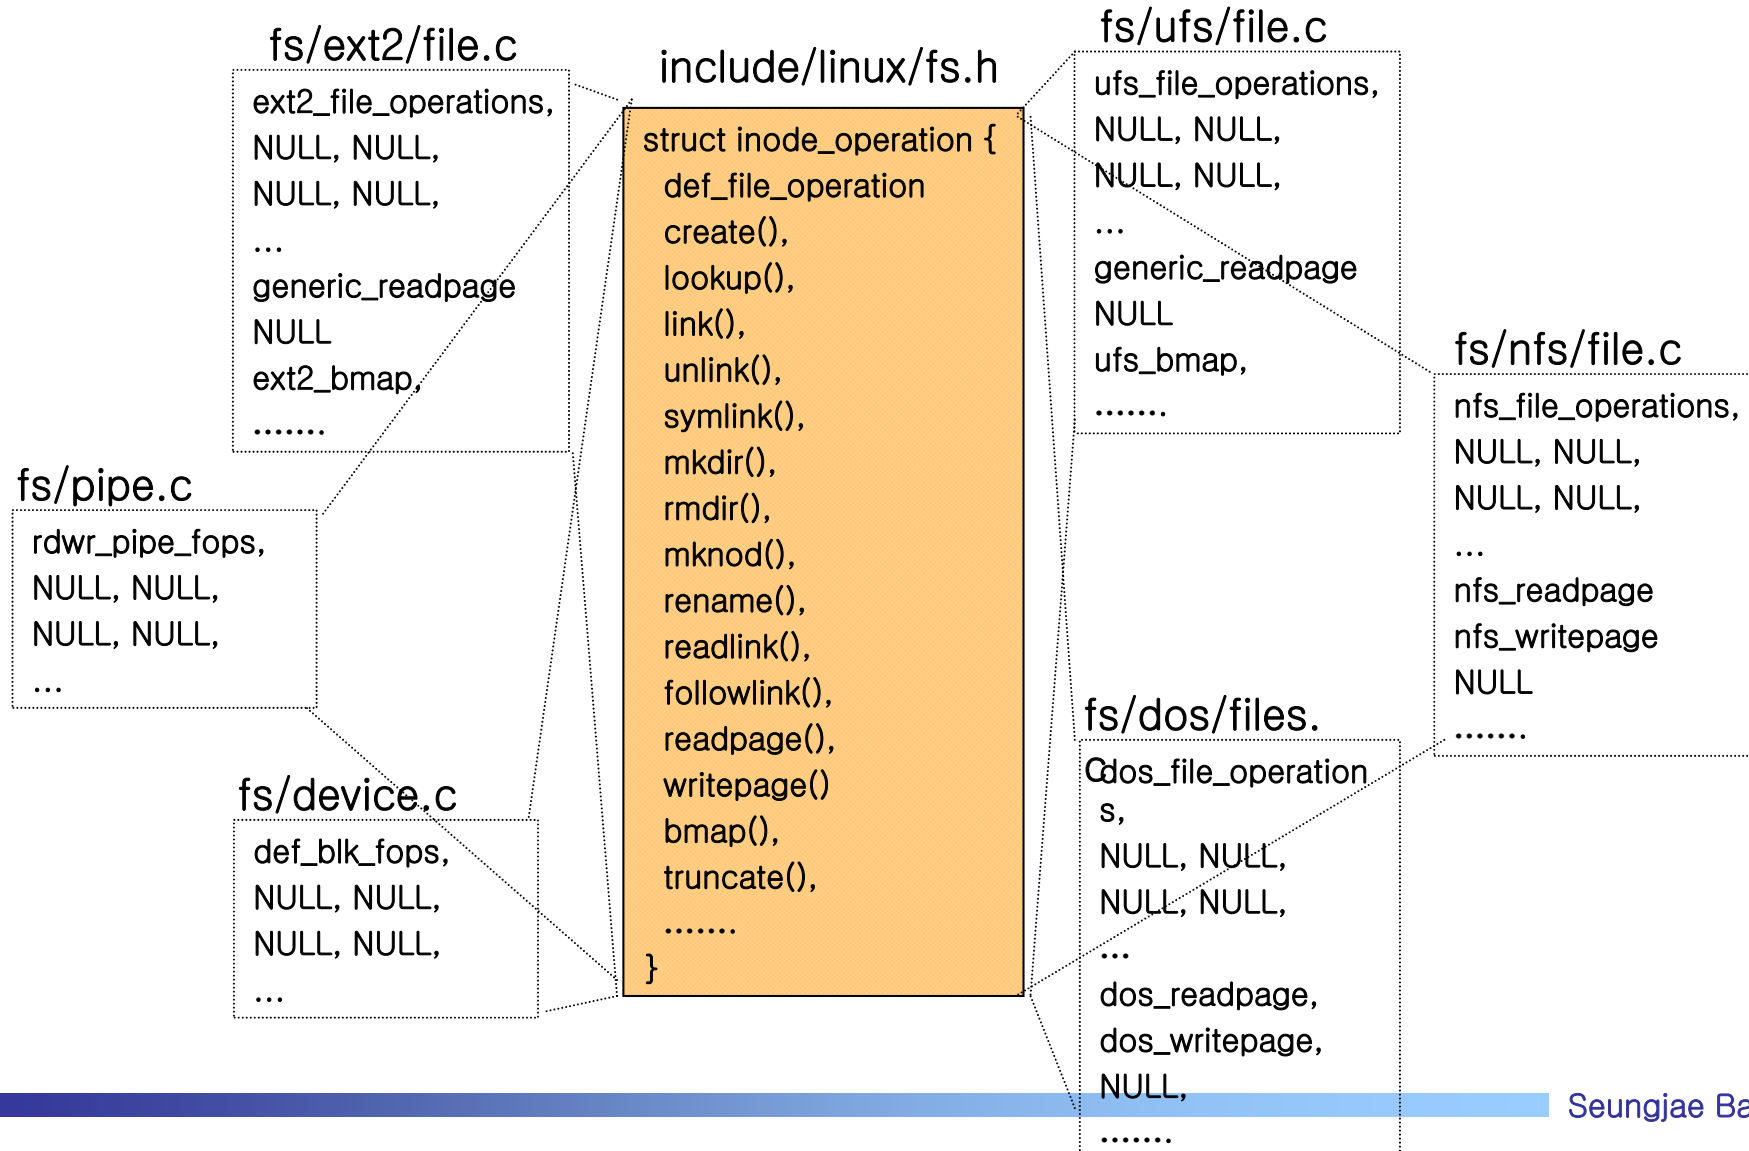 fs/ext2/file.c
ext2_file_operations,
NULL, NULL,
NULL, NULL,
...
generic_readpage
NULL
ext2_bmap,
.......
fs/pipe.c
rdwr_pipe_fops,
NULL, NULL,
NULL, NULL,
...
fs/device.c
def_blk_fops,
NULL, NULL,
NULL, NULL,
...
include/linux/fs.h
struct inode_operation {
def_file_operation
create(),
lookup(),
link(),
unlink(),
symlink(),
mkdir(),
rmdir(),
mknod(),
rename(),
readlink(),
followlink(),
readpage(),
writepage()
bmap(),
truncate(),
.......
}
fs/ufs/file.c
ufs_file_operations,
NULL, NULL,
NULL, NULL,
...
generic_readpage
NULL
ufs_bmap,
.......
fs/nfs/file.c
nfs_file_operations,
NULL, NULL,
NULL, NULL,
...
nfs_readpage
nfs_writepage
NULL
.......
fs/dos/files.
c
dos_file_operation
s,
NULL, NULL,
NULL, NULL,
...
dos_readpage,
dos_writepage,
NULL,
.......
Seungjae Ba